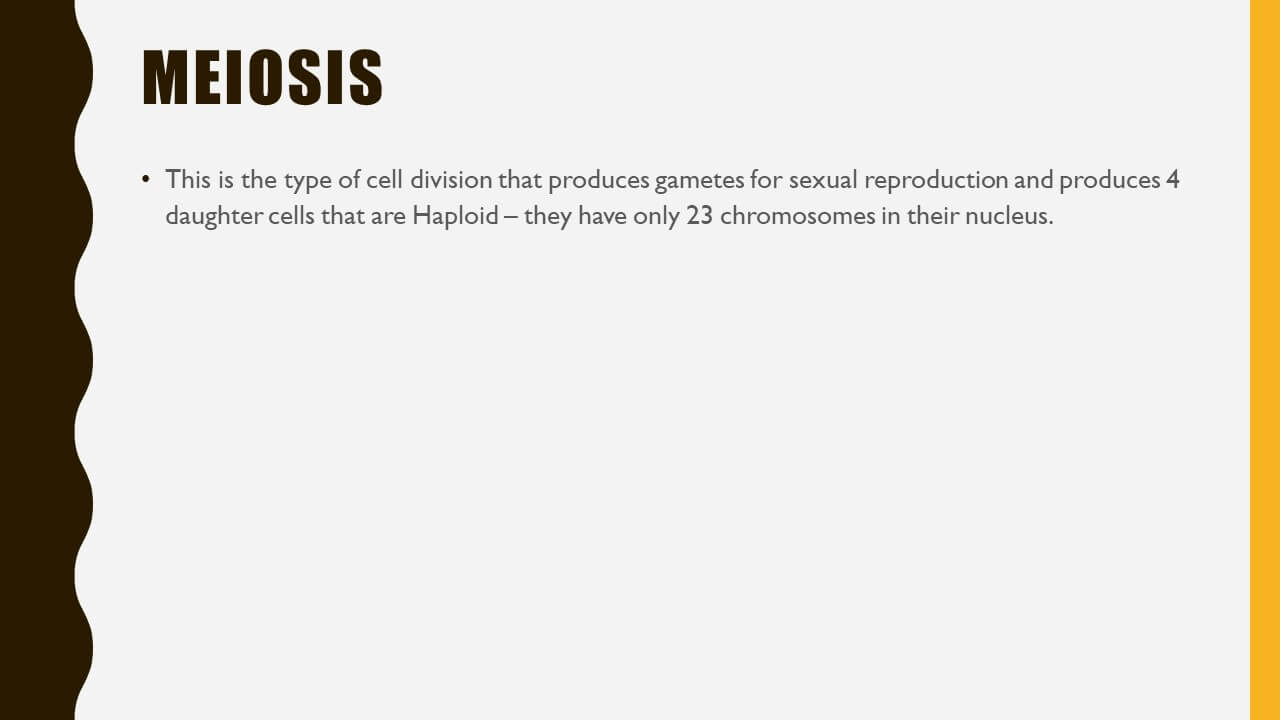 MEIOSIS
• This is the type of cell division that produces gametes for sexual reproduction and produces 4
daughter cells that are Haploid – they have only 23 chromosomes in their nucleus.